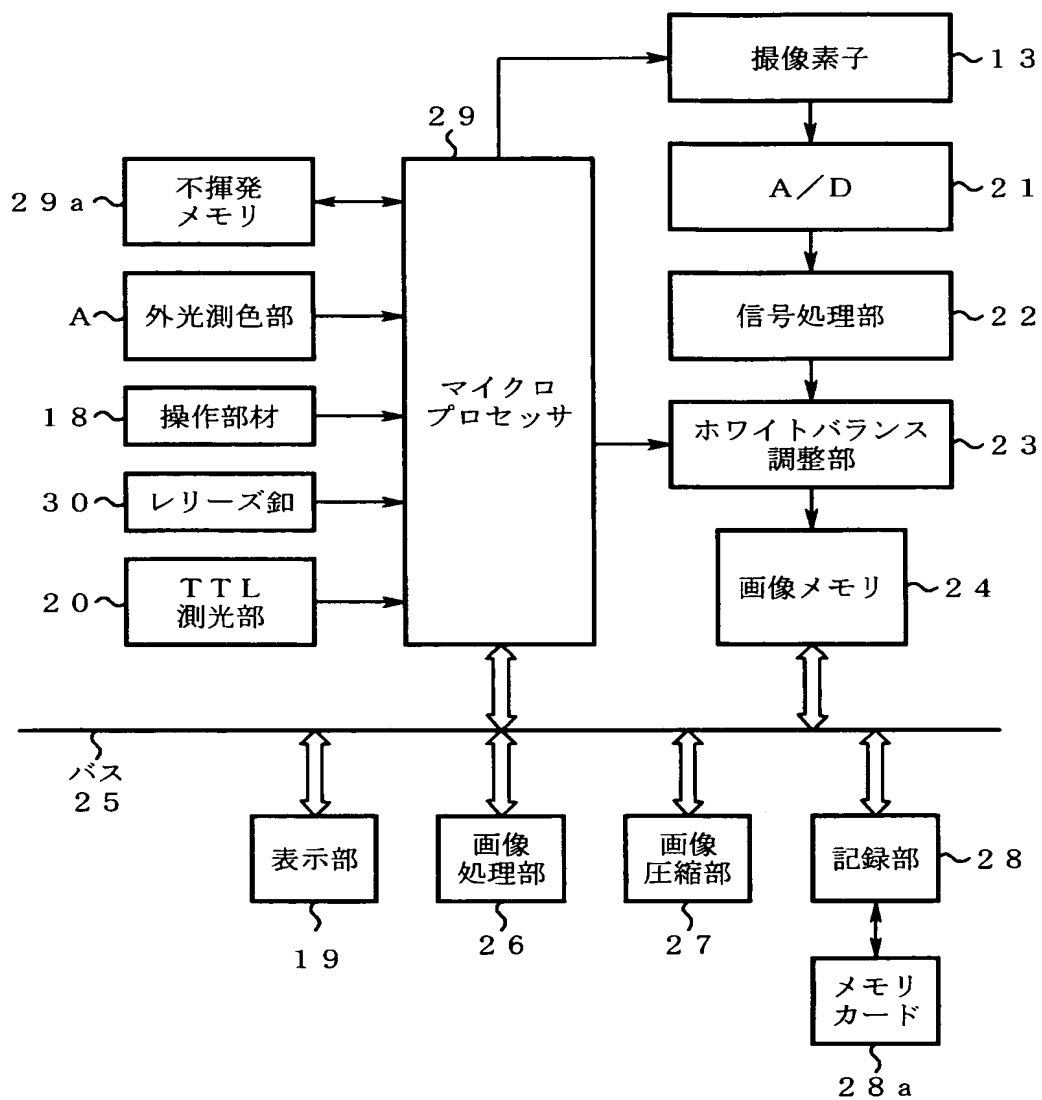 撮像素子
13
29
不揮発
メモリ
29a
A/D
21
外光測色部
A
信号処理部
22
マイクロ
プロセッサ
操作部材
18
ホワイトバランス
調整部
23
レリーズ釦
30
TTL
測光部
20
画像メモリ
24
バス
25
表示部
19
画像
処理部
26
画像
圧縮部
27
記録部
28
メモリ
カード
28a